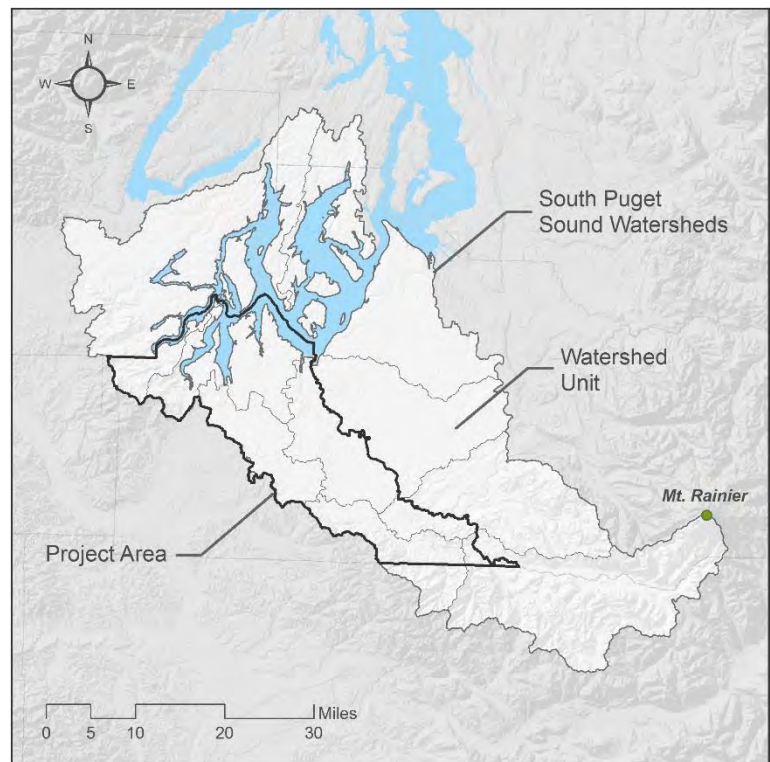 N
W E
S
South Puget
Sound Watersheds
Watershed
Unit
Mt. Rainier
Project Area
Miles
0 5 10 20 30